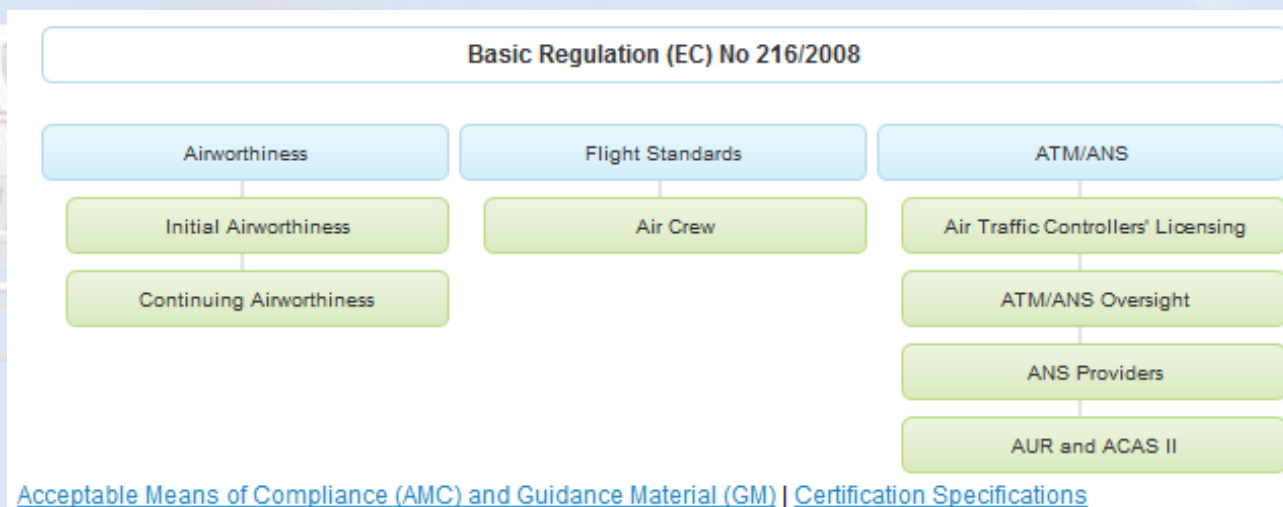 Basic Regulation (EC) No 216/2008
Airworthiness
Flight Standards
ATM/ANS
Initial Airworthiness
Air Crew
Air Traffic Controllers' Licensing
Continuing Airworthiness
ATM/ANS Oversight
ANS Providers
AUR and ACAS II
Acceptable Means of Compliance (AMC) and Guidance Material (GM) | Certification Specifications